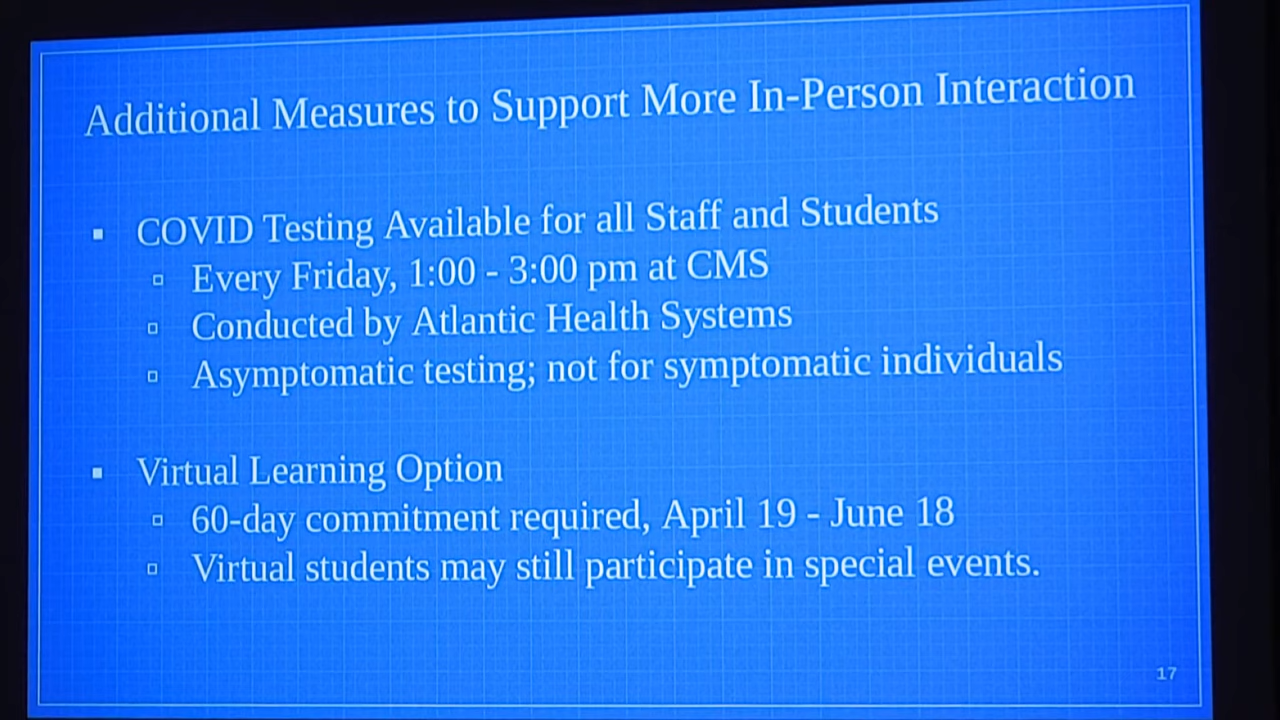 Additional Measures to Support More In-Person Interaction
▪ COVID Testing Available for all Staff and Students
▫ Every Friday, 1:00 - 3:00 pm at CMS
▫ Conducted by Atlantic Health Systems
▫ Asymptomatic testing; not for symptomatic individuals
▪ Virtual Learning Option
▫ 60-day commitment required, April 19 - June 18
▫ Virtual students may still participate in special events.
17